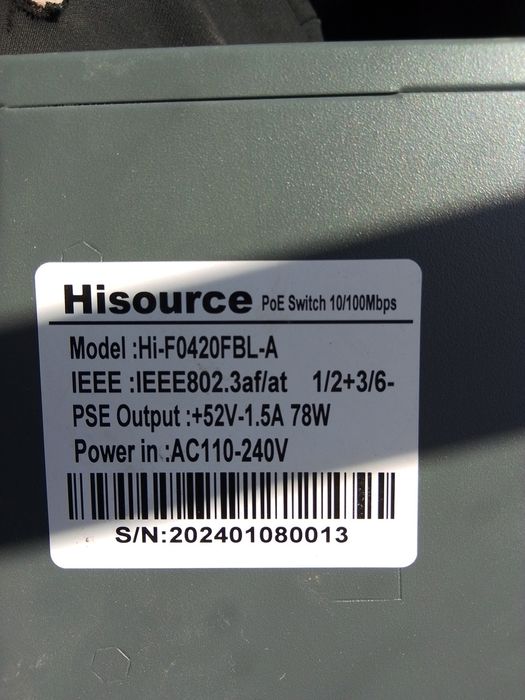 Hisource PoE Switch 10/100Mbps
Model :Hi-F0420FBL-A
IEEE :IEEE802.3af/at 1/2+3/6-
PSE Output :+52V-1.5A 78W
Power in :AC110-240V
S/N:202401080013